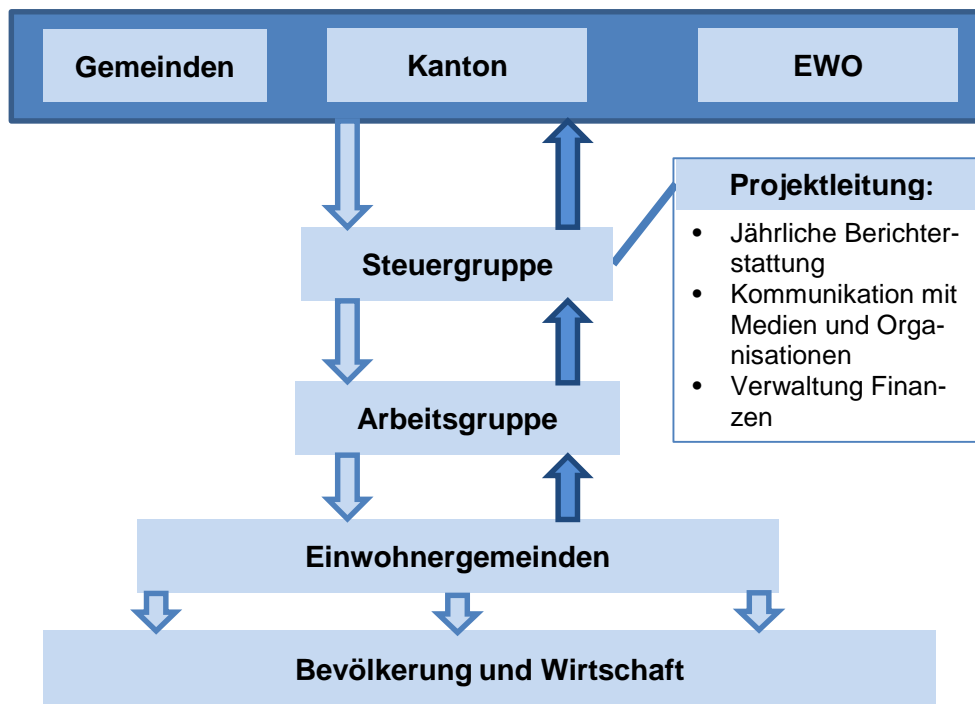 Gemeinden
Kanton
EWO
Projektleitung:
• Jährliche Berichter-
stattung
• Kommunikation mit
Medien und Orga-
nisationen
• Verwaltung Finan-
zen
Steuergruppe
Arbeitsgruppe
Einwohnergemeinden
Bevölkerung und Wirtschaft